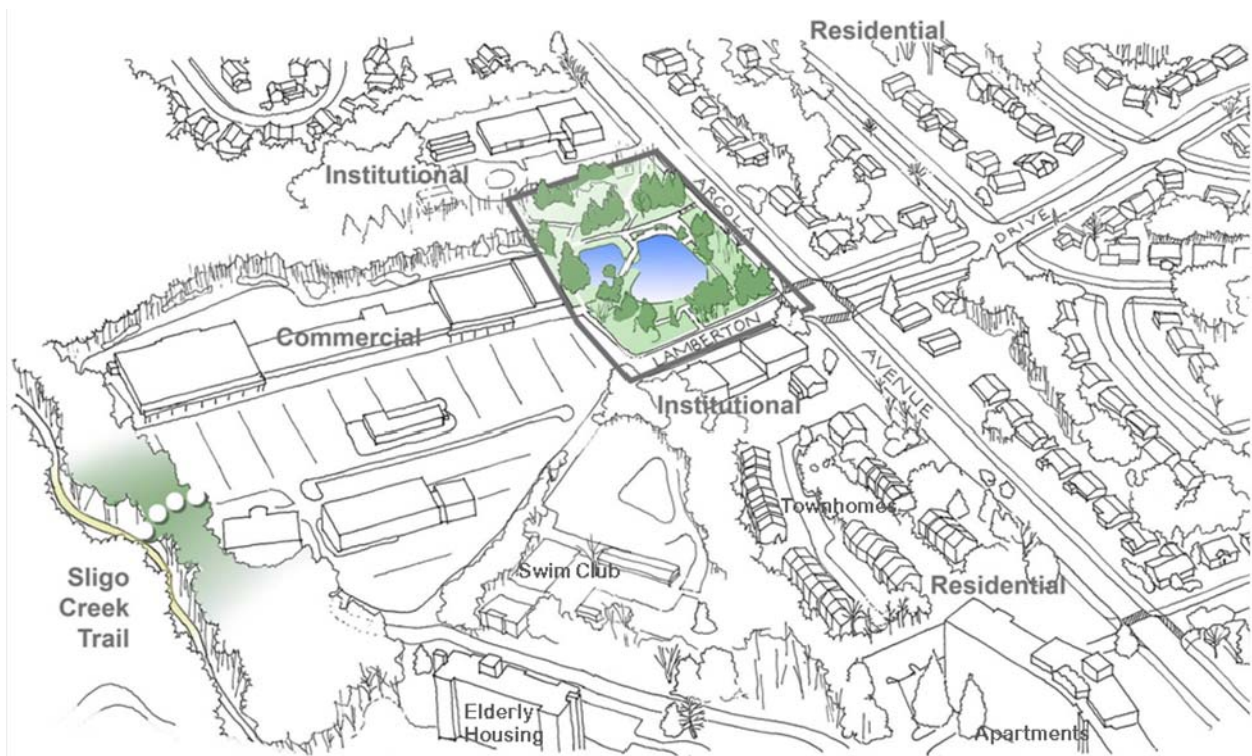 Residential
Institutional
ARCOLA
DRIVE
Commercial
LAMBERTON
AVENUE
Institutional
Townhomes
Swim Club
Residential
Sligo
Creek
Trail
Elderly
Housing
Apartments